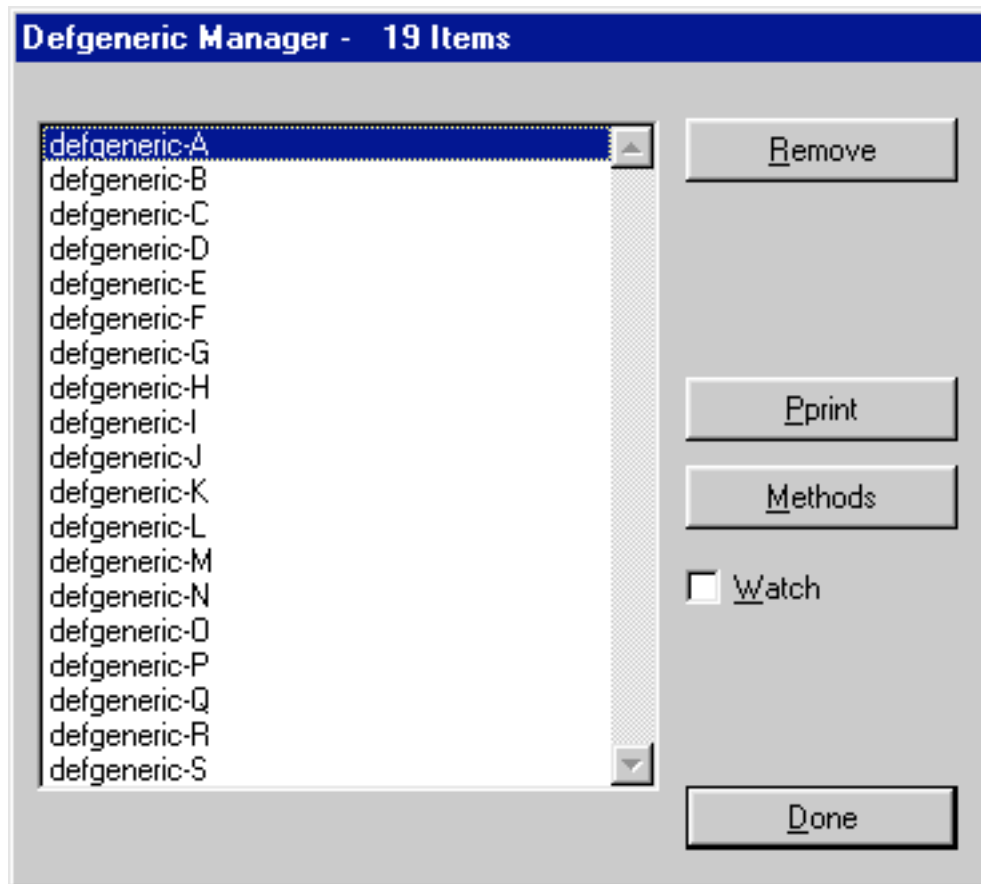 Defgeneric Manager -   19 Items
defgeneric-A
defgeneric-B
defgeneric-C
defgeneric-D
defgeneric-E
defgeneric-F
defgeneric-G
defgeneric-H
defgeneric-I
defgeneric-J
defgeneric-K
defgeneric-L
defgeneric-M
defgeneric-N
defgeneric-O
defgeneric-P
defgeneric-Q
defgeneric-R
defgeneric-S
Remove
Pprint
Methods
Watch
Done